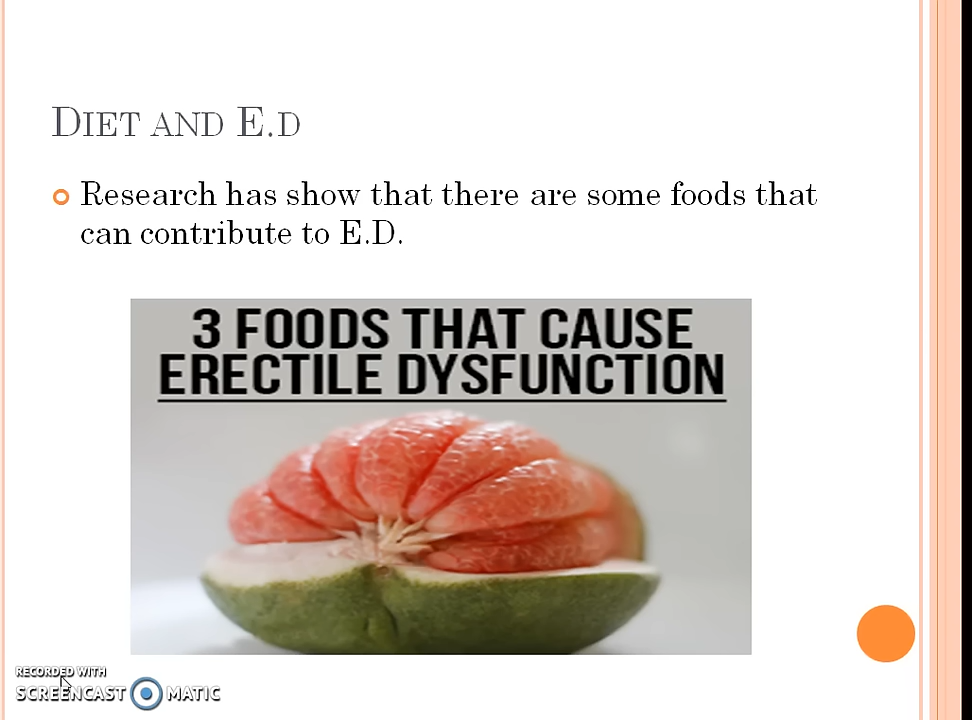 DIET AND E.D
Research has show that there are some foods that
can contribute to E.D.
3 FOODS THAT CAUSE
ERECTILE DYSFUNCTION
RECORDED WITH
SCREENCAST MATIC